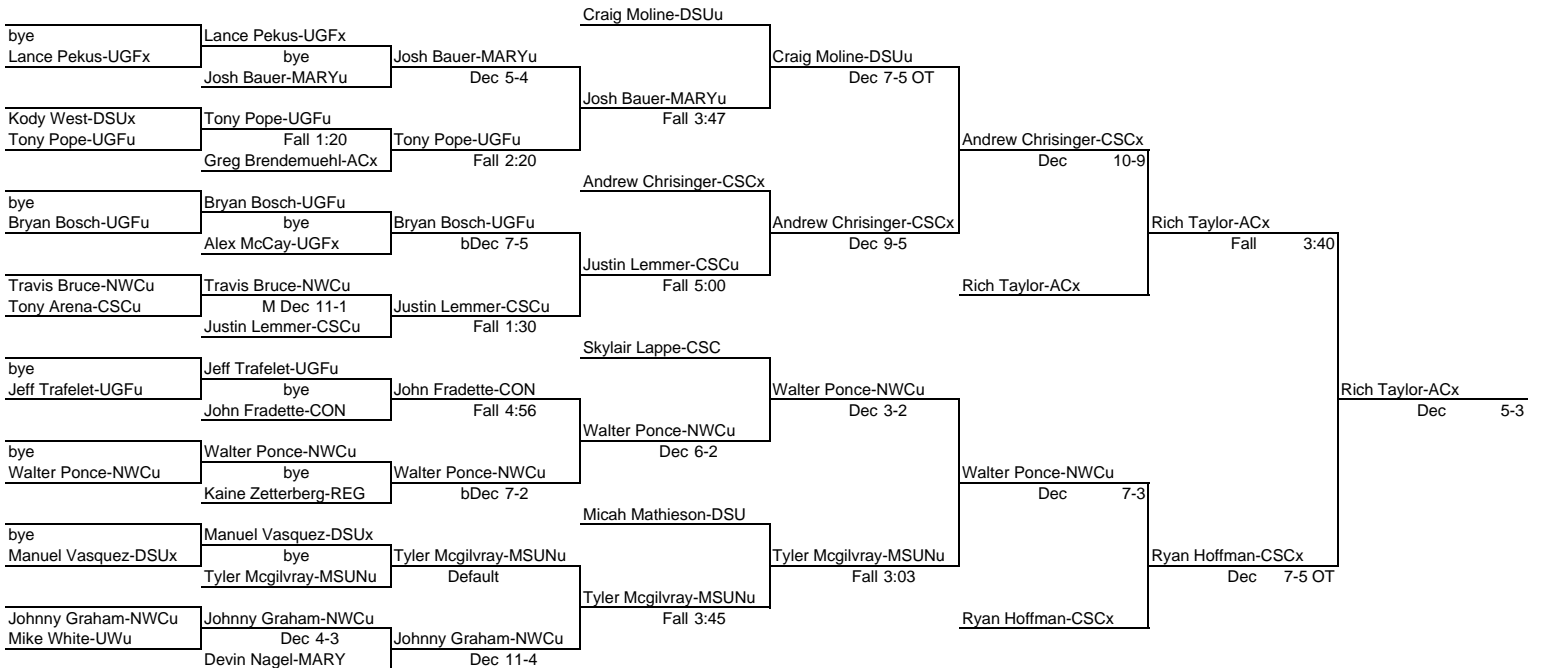 Craig Moline-DSUu
bye
Lance Pekus-UGFx
Lance Pekus-UGFx
bye
Josh Bauer-MARYu
Josh Bauer-MARYu
Dec 5-4
Craig Moline-DSUu
Dec 7-5 OT
Josh Bauer-MARYu
Fall 3:47
Kody West-DSUx
Tony Pope-UGFu
Tony Pope-UGFu
Fall 1:20
Greg Brendemuehl-ACx
Tony Pope-UGFu
Fall 2:20
Andrew Chrisinger-CSCx
Dec 10-9
Andrew Chrisinger-CSCx
bye
Bryan Bosch-UGFu
Bryan Bosch-UGFu
bye
Alex McCay-UGFx
Bryan Bosch-UGFu
bDec 7-5
Andrew Chrisinger-CSCx
Dec 9-5
Rich Taylor-ACx
Fall 3:40
Justin Lemmer-CSCu
Fall 5:00
Travis Bruce-NWCu
Tony Arena-CSCu
Travis Bruce-NWCu
M Dec 11-1
Justin Lemmer-CSCu
Justin Lemmer-CSCu
Fall 1:30
Rich Taylor-ACx
Skylair Lappe-CSC
bye
Jeff Trafelet-UGFu
Jeff Trafelet-UGFu
bye
John Fradette-CON
John Fradette-CON
Fall 4:56
Walter Ponce-NWCu
Dec 3-2
Rich Taylor-ACx
Dec 5-3
Walter Ponce-NWCu
Dec 6-2
bye
Walter Ponce-NWCu
Walter Ponce-NWCu
bye
Kaine Zetterberg-REG
Walter Ponce-NWCu
bDec 7-2
Walter Ponce-NWCu
Dec 7-3
Micah Mathieson-DSU
bye
Manuel Vasquez-DSUx
Manuel Vasquez-DSUx
bye
Tyler Mcgilvray-MSUNu
Tyler Mcgilvray-MSUNu
Default
Tyler Mcgilvray-MSUNu
Fall 3:03
Ryan Hoffman-CSCx
Dec 7-5 OT
Tyler Mcgilvray-MSUNu
Fall 3:45
Johnny Graham-NWCu
Mike White-UWu
Johnny Graham-NWCu
Dec 4-3
Devin Nagel-MARY
Johnny Graham-NWCu
Dec 11-4
Ryan Hoffman-CSCx